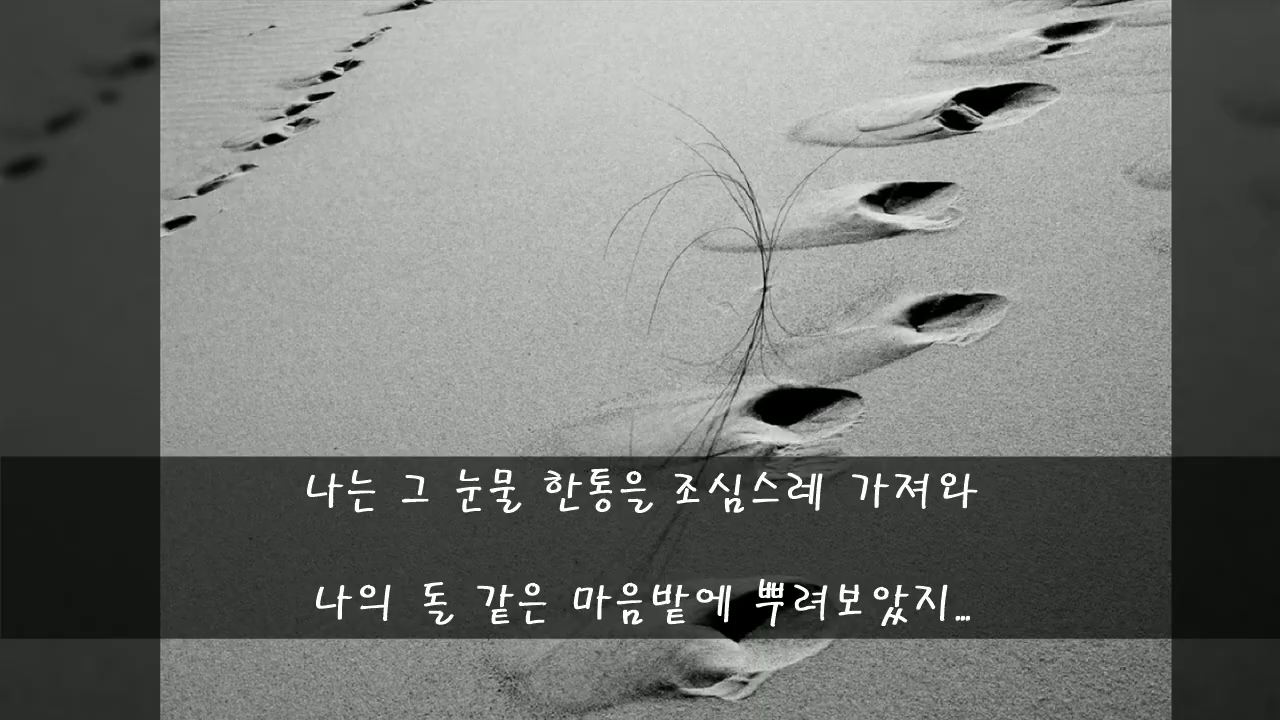 나는 그 눈물 한통을 조심스레 가져와
나의 돌 같은 마음밭에 뿌려보았지...